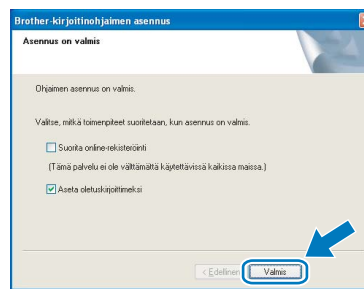 Brother-kirjoitinohjaimen asennus
Asennus on valmis
Ohjaimen asennus on valmis.
Valitse, mitkä toimenpiteet suoritetaan, kun asennus on valmis.
Suorita online-rekisteröinti
(Tämä palvelu ei ole välttämättä käytettävissä kaikissa maissa.)
Aseta oletuskirjoittimeksi
< Edellinen Valmis